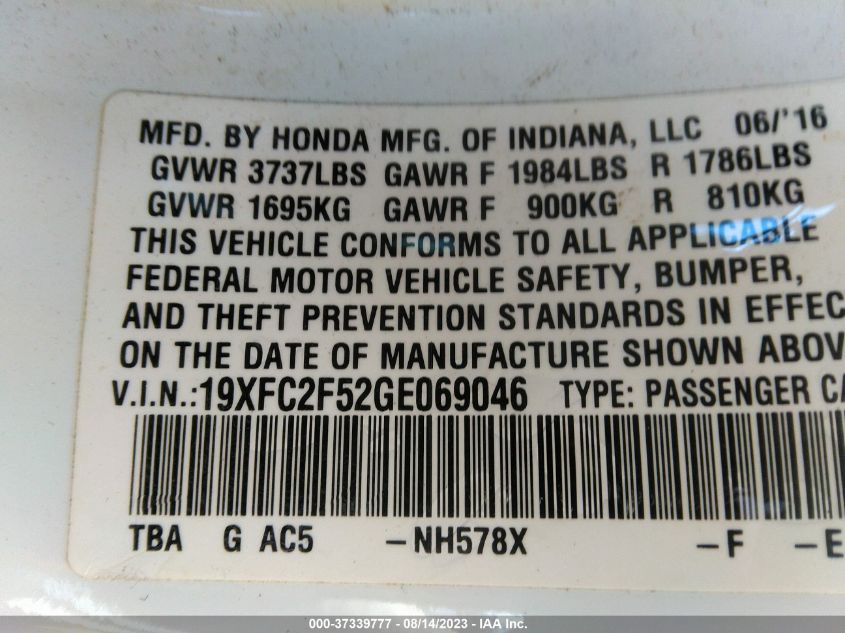 MFD. BY HONDA MFG. OF INDIANA, LLC 06/'16
GVWR 3737LBS GAWR F 1984LBS R 1786LBS
GVWR 1695KG GAWR F 900KG R 810KG
THIS VEHICLE CONFORMS TO ALL APPLICABLE
FEDERAL MOTOR VEHICLE SAFETY, BUMPER,
AND THEFT PREVENTION STANDARDS IN EFFEC
ON THE DATE OF MANUFACTURE SHOWN ABOV
V.I.N.:19XFC2F52GE069046 TYPE: PASSENGER CA
TBA G AC5 -NH578X -F -E
000-37339777 - 08/14/2023 - IAA Inc.